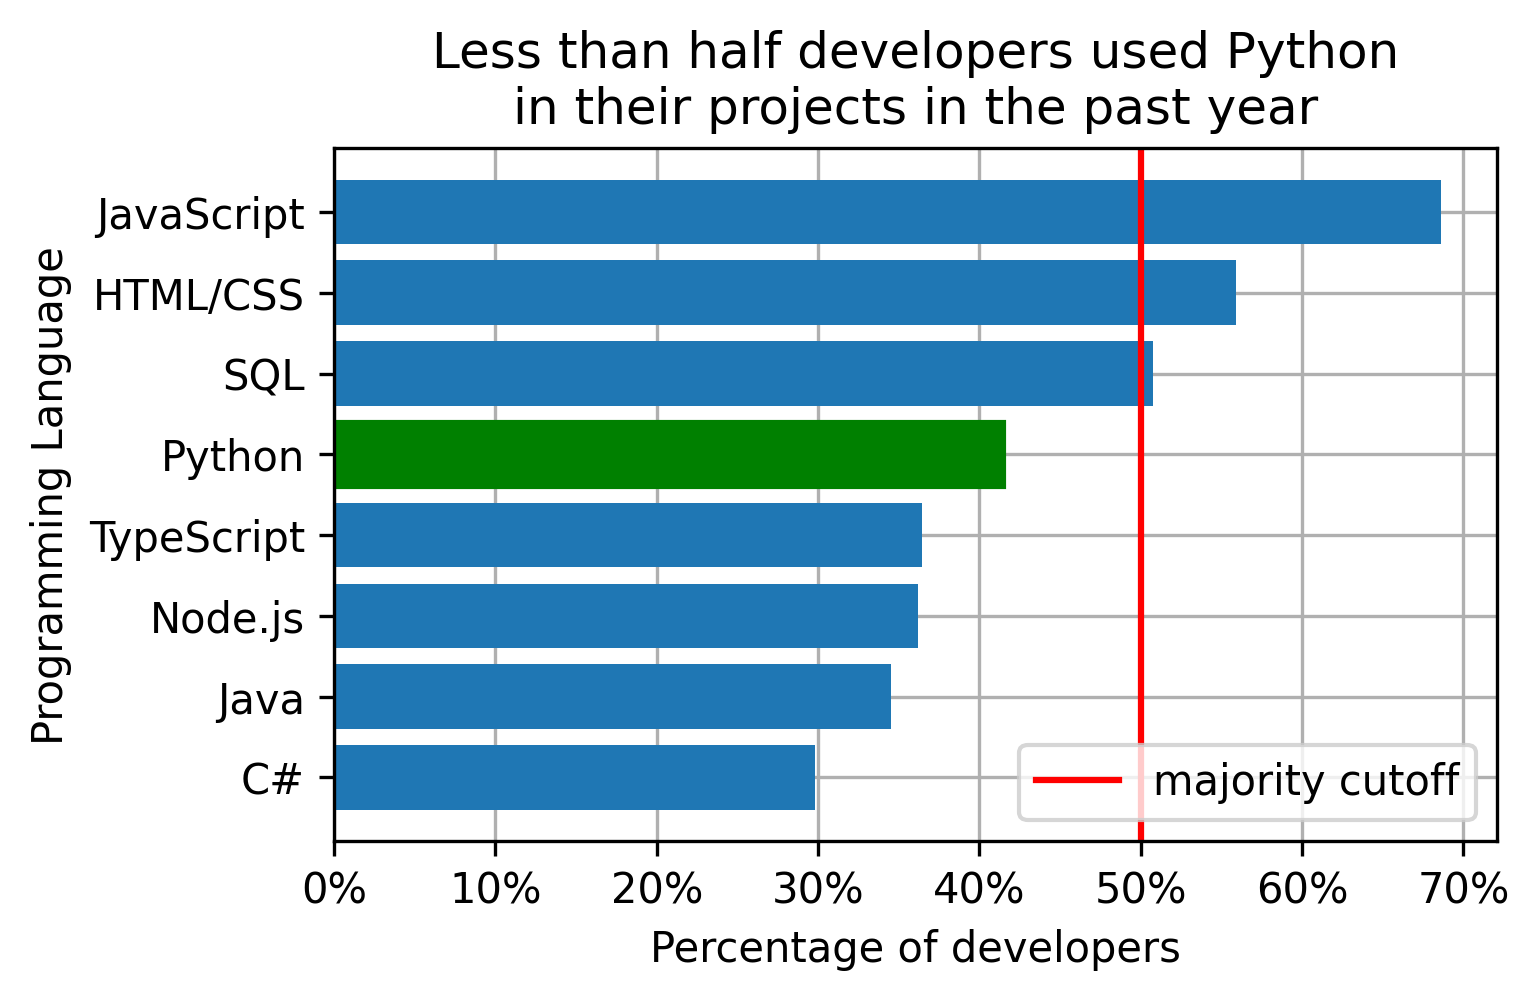 Less than half developers used Python
in their projects in the past year
Programming Language
JavaScript
HTML/CSS
SQL
Python
TypeScript
Node.js
Java
C#
majority cutoff
0% 10% 20% 30% 40% 50% 60% 70%
Percentage of developers